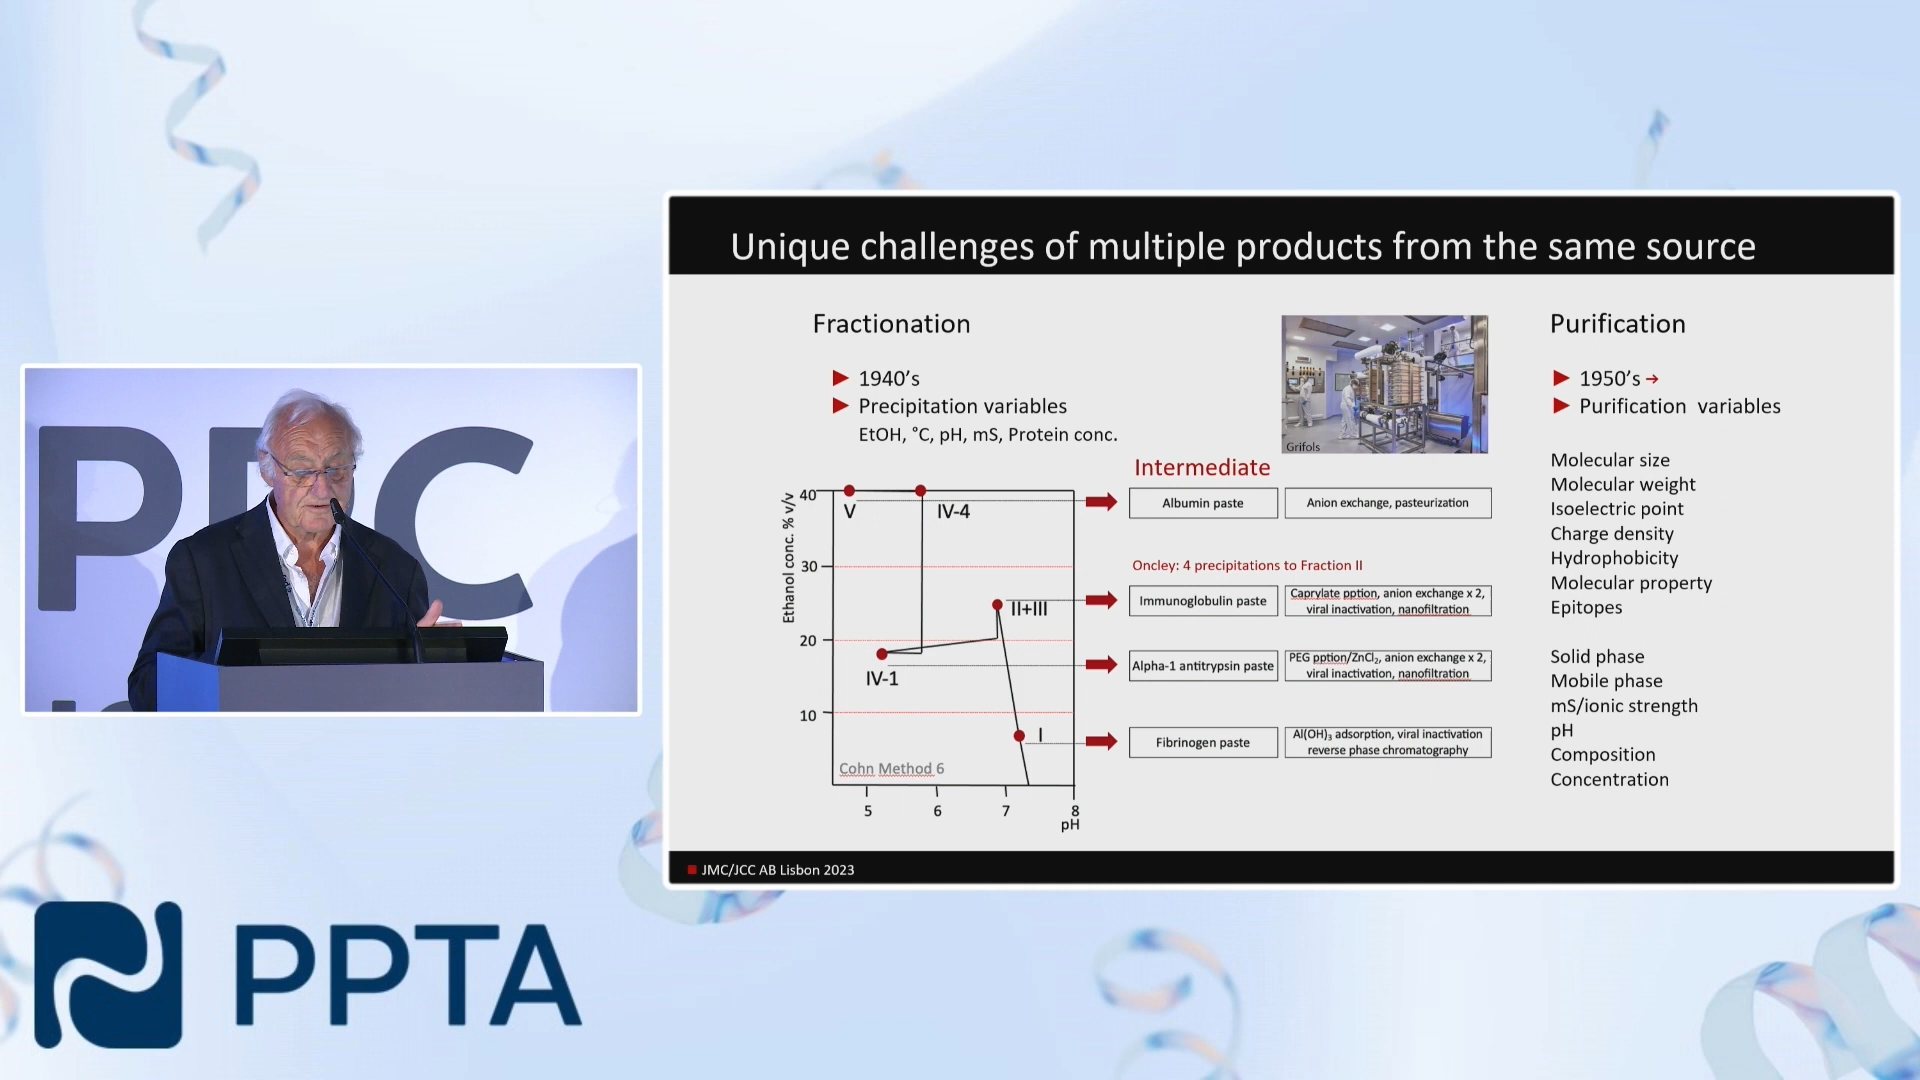 Unique challenges of multiple products from the same source
Fractionation
1940’s
Precipitation variables
EtOH, °C, pH, mS, Protein conc.
Grifols
Purification
1950’s →
Purification variables
Molecular size
Molecular weight
Isoelectric point
Charge density
Hydrophobicity
Molecular property
Epitopes
Solid phase
Mobile phase
mS/ionic strength
pH
Composition
Concentration
Intermediate
Albumin paste
Anion exchange, pasteurization
Oncley: 4 precipitations to Fraction II
Immunoglobulin paste
Caprylate pption, anion exchange x 2,
viral inactivation, nanofiltration
Alpha-1 antitrypsin paste
PEG pption/ZnCl₂, anion exchange x 2,
viral inactivation, nanofiltration
Fibrinogen paste
Al(OH)₃ adsorption, viral inactivation
reverse phase chromatography
Ethanol conc. % v/v
40
30
20
10
V
IV-4
II+III
IV-1
I
Cohn Method 6
5
6
7
8
pH
JMC/JCC AB Lisbon 2023
PPTA